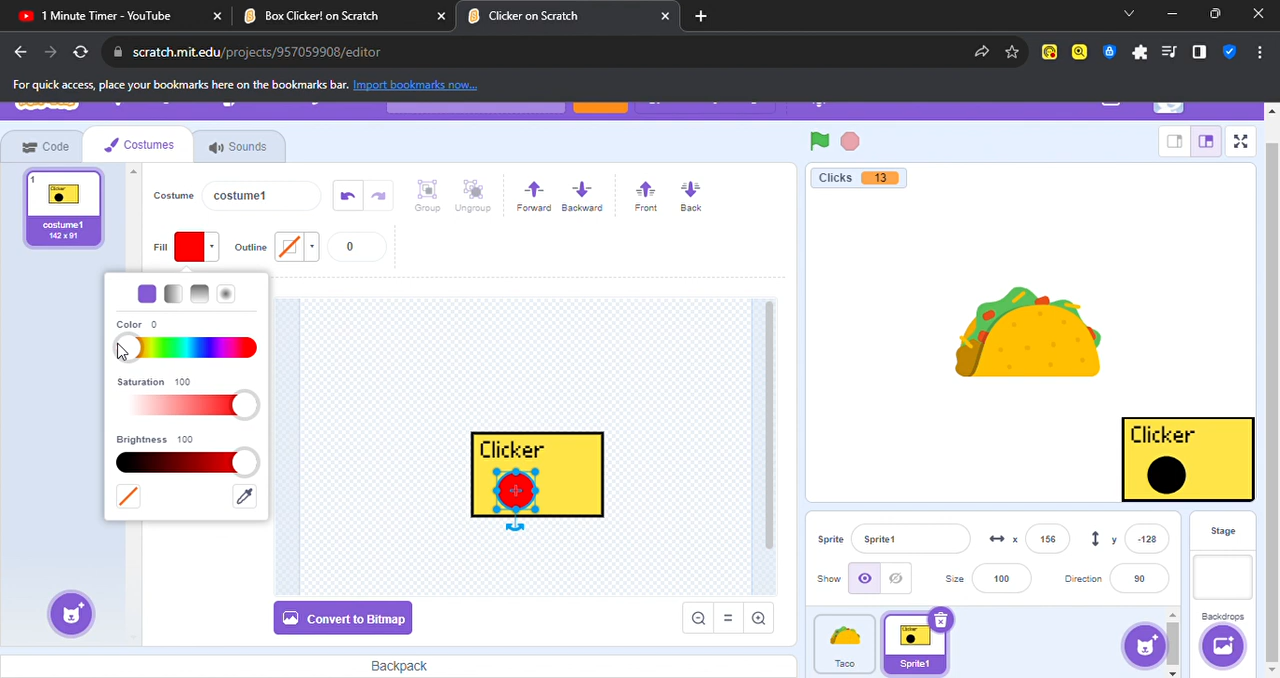 1 Minute Timer - YouTube
Box Clicker! on Scratch
Clicker on Scratch
scratch.mit.edu/projects/957059908/editor
For quick access, place your bookmarks here on the bookmarks bar. Import bookmarks now...
Code
Costumes
Sounds
1
Clicker
costume1
142 x 91
Costume
costume1
Group
Ungroup
Forward
Backward
Front
Back
Fill
Outline
0
Color 0
Saturation 100
Brightness 100
Clicker
Convert to Bitmap
Backpack
Clicks 13
Clicker
Sprite
Sprite1
x
156
y
-128
Show
Size
100
Direction
90
Taco
Clicker
Sprite1
Stage
Backdrops